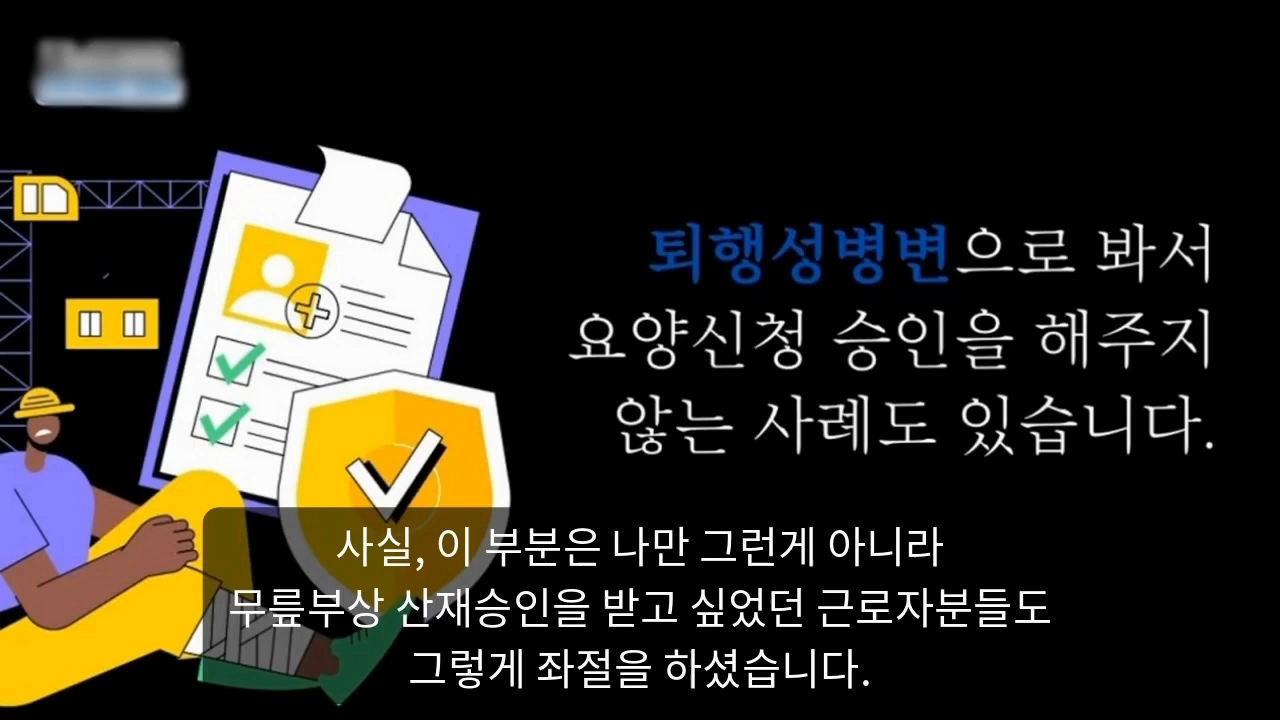 퇴행성병변으로 봐서
요양신청 승인을 해주지
않는 사례도 있습니다.
사실, 이 부분은 나만 그런게 아니라
무릎부상 산재승인을 받고 싶었던 근로자분들도
그렇게 좌절을 하셨습니다.